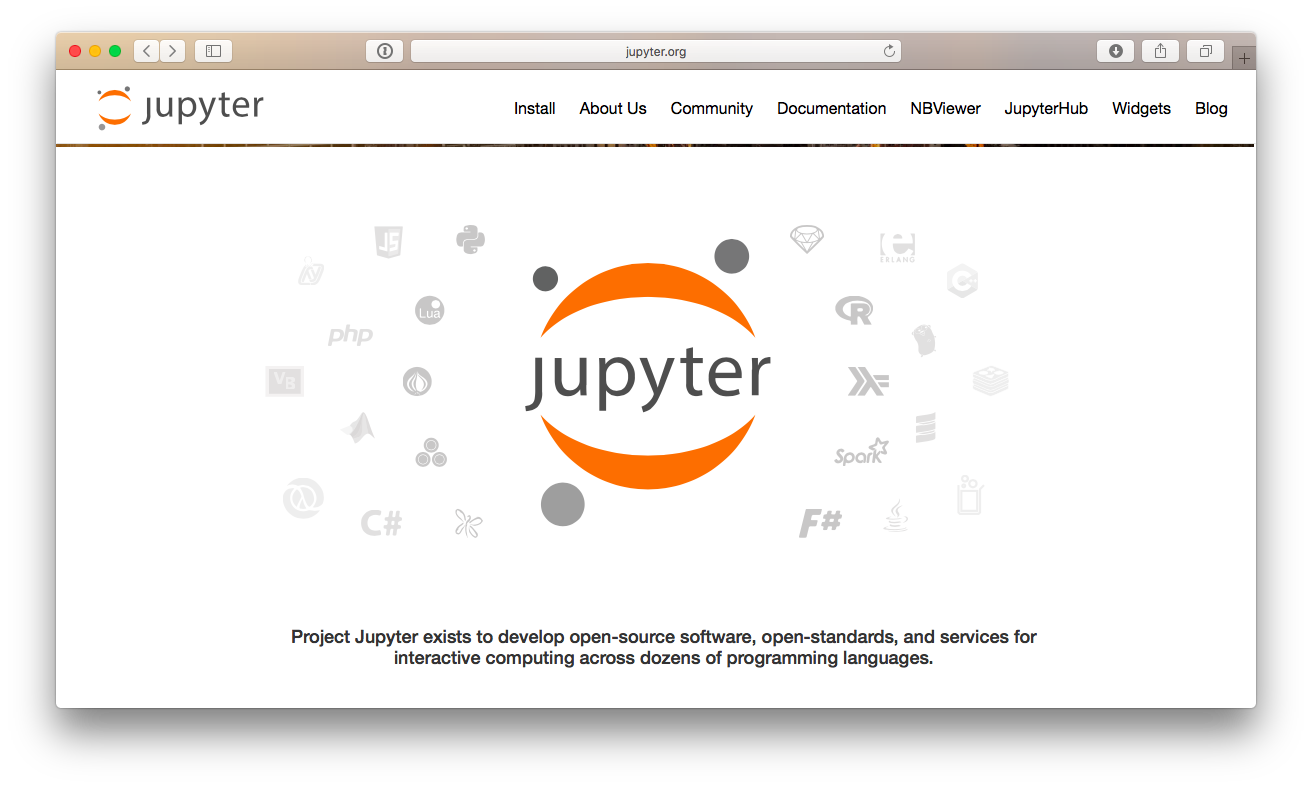 jupyter.org
jupyter
Install About Us Community Documentation NBViewer JupyterHub Widgets Blog
JS
ERLANG
C
Lua
R
php
VB
jupyter
Spark
C#
F#
Project Jupyter exists to develop open-source software, open-standards, and services for
interactive computing across dozens of programming languages.